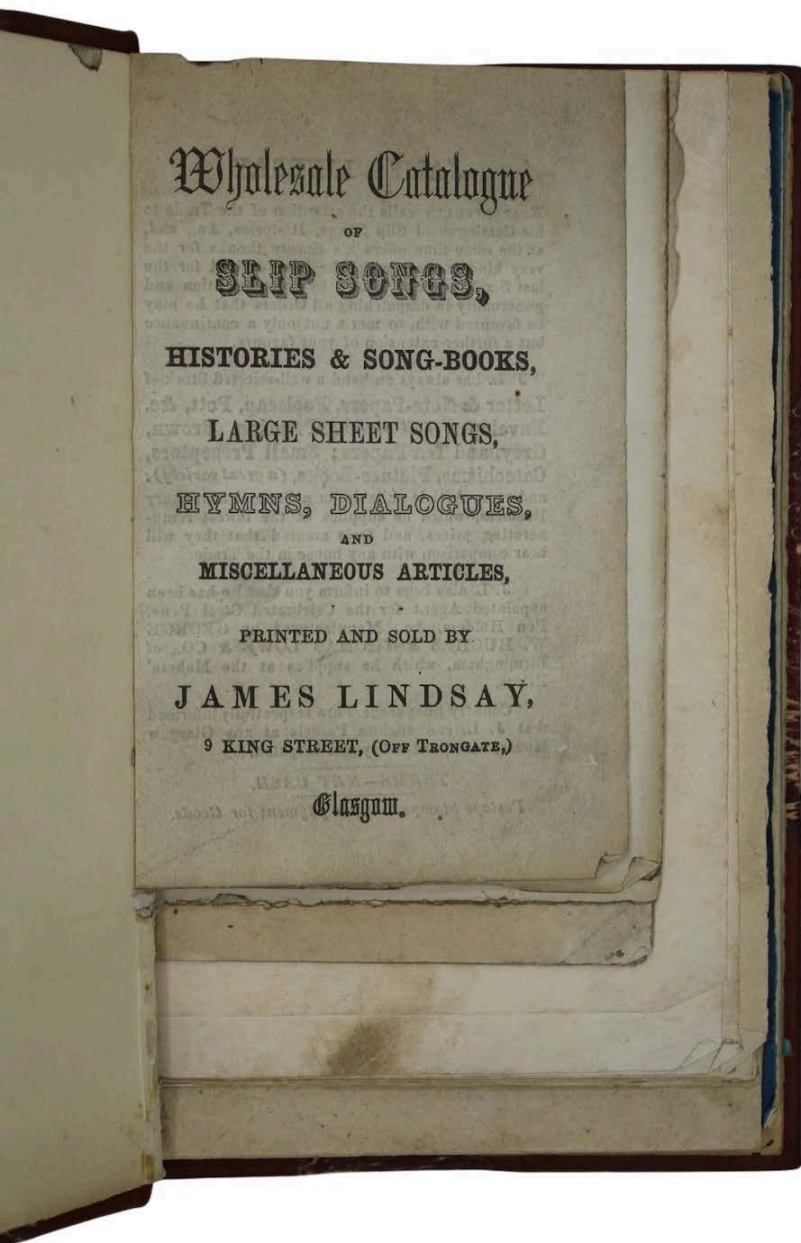 Wholesale Catalogue
OF
SLIP SONGS,
HISTORIES & SONG-BOOKS,
LARGE SHEET SONGS,
HYMNS, DIALOGUES,
AND
MISCELLANEOUS ARTICLES,
PRINTED AND SOLD BY
JAMES LINDSAY,
9 KING STREET, (OFF TRONGATE,)
Glasgow.